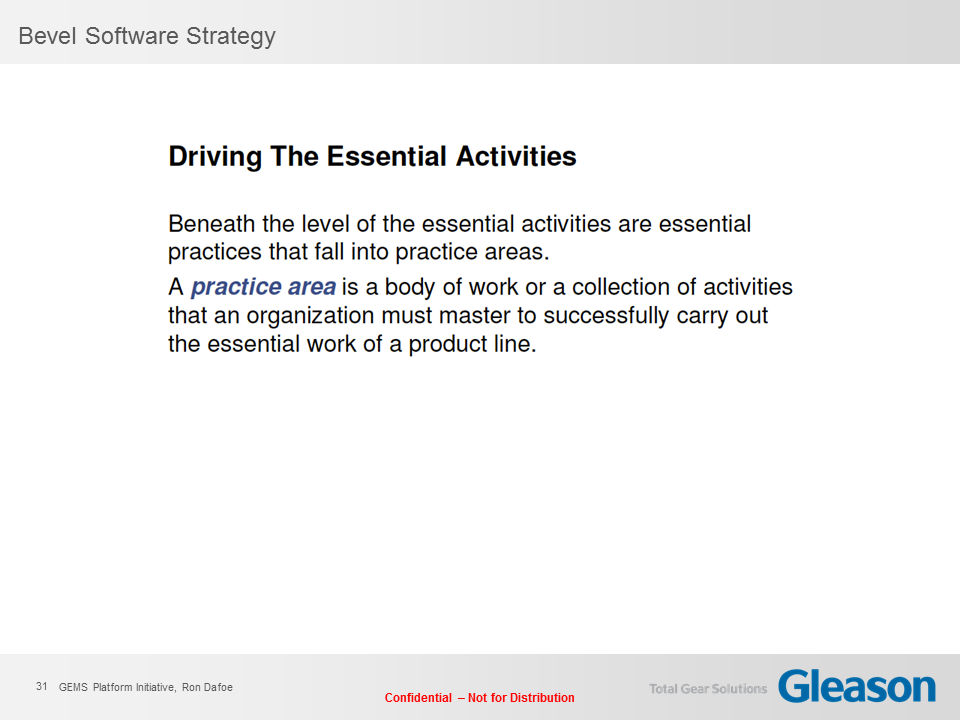 Bevel Software Strategy
Driving The Essential Activities
Beneath the level of the essential activities are essential
practices that fall into practice areas.
A practice area is a body of work or a collection of activities
that an organization must master to successfully carry out
the essential work of a product line.
31 GEMS Platform Initiative, Ron Dafoe
Confidential – Not for Distribution
Total Gear Solutions Gleason